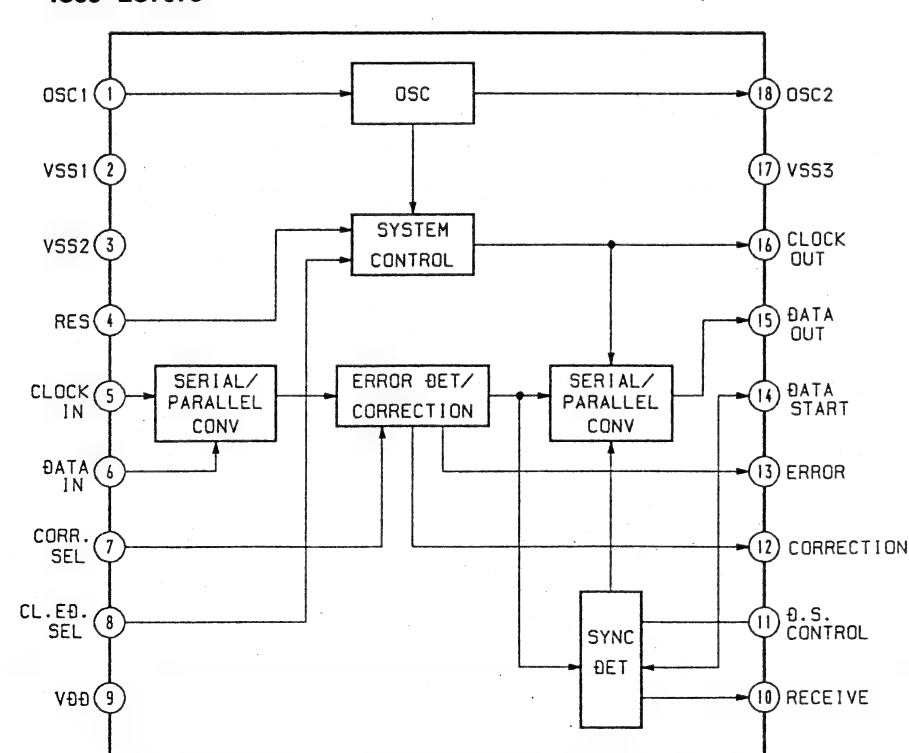 OSC1 1
OSC
18 OSC2
VSS1 2
17 VSS3
VSS2 3
SYSTEM
CONTROL
16 CLOCK
OUT
RES 4
15 DATA
OUT
CLOCK
IN 5
SERIAL/
PARALLEL
CONV
ERROR DET/
CORRECTION
SERIAL/
PARALLEL
CONV
14 DATA
START
DATA
IN 6
13 ERROR
CORR.
SEL 7
12 CORRECTION
CL.ED.
SEL 8
SYNC
DET
11 D.S.
CONTROL
VDD 9
10 RECEIVE